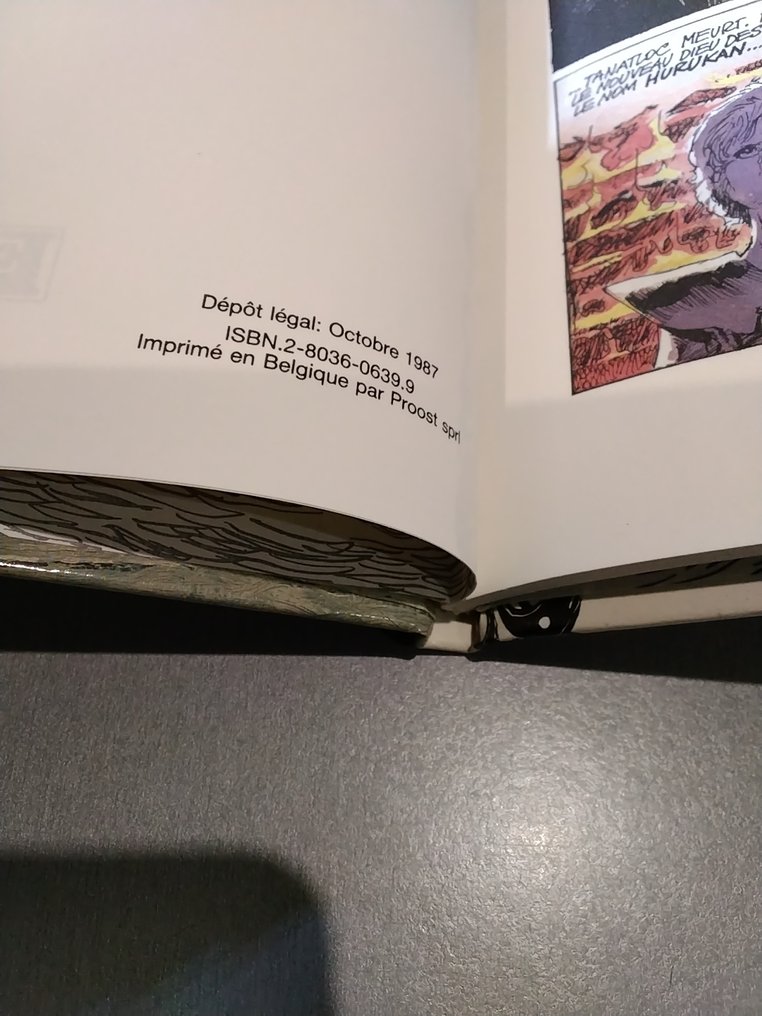 Dépôt légal: Octobre 1987
ISBN.2-8036-0639.9
Imprimé en Belgique par Proost sprl
TANATLOC MEURT.
LE NOUVEAU DIEU DES
LE NOM HURUKAN...